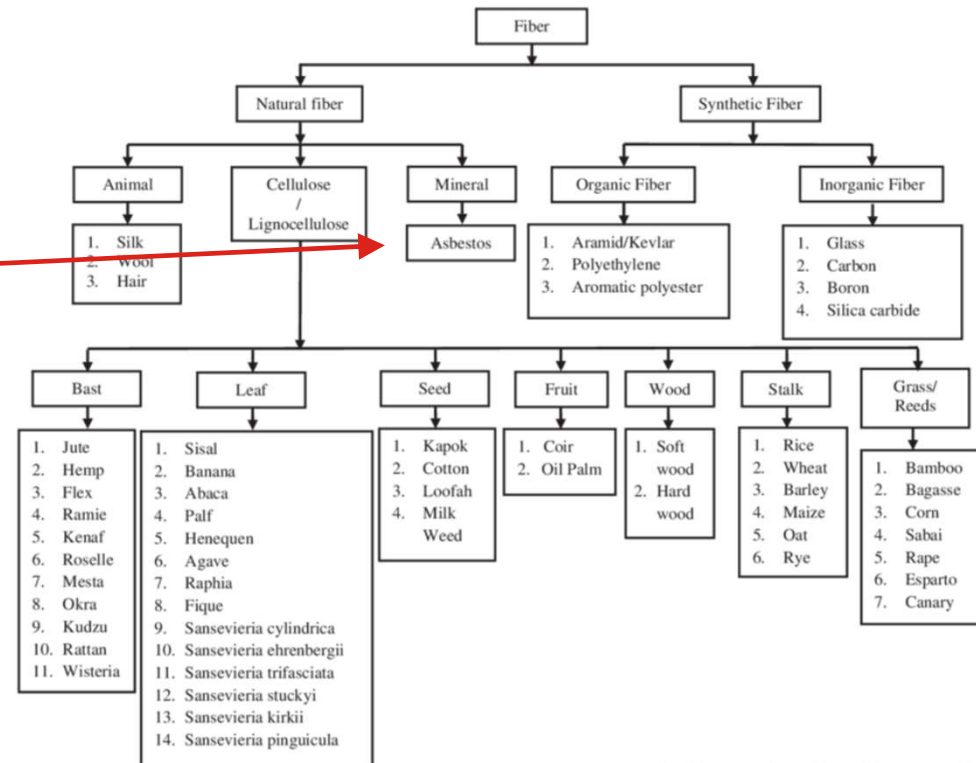 Fiber
Natural fiber
Synthetic Fiber
Animal
Cellulose
/
Lignocellulose
Mineral
Organic Fiber
Inorganic Fiber
1. Silk
2. Wool
3. Hair
Asbestos
1. Aramid/Kevlar
2. Polyethylene
3. Aromatic polyester
1. Glass
2. Carbon
3. Boron
4. Silica carbide
Bast
Leaf
Seed
Fruit
Wood
Stalk
Grass/
Reeds
1. Jute
2. Hemp
3. Flex
4. Ramie
5. Kenaf
6. Roselle
7. Mesta
8. Okra
9. Kudzu
10. Rattan
11. Wisteria
1. Sisal
2. Banana
3. Abaca
4. Palf
5. Henequen
6. Agave
7. Raphia
8. Fique
9. Sansevieria cylindrica
10. Sansevieria ehrenbergii
11. Sansevieria trifasciata
12. Sansevieria stuckyi
13. Sansevieria kirkii
14. Sansevieria pinguicula
1. Kapok
2. Cotton
3. Loofah
4. Milk
Weed
1. Coir
2. Oil Palm
1. Soft
wood
2. Hard
wood
1. Rice
2. Wheat
3. Barley
4. Maize
5. Oat
6. Rye
1. Bamboo
2. Bagasse
3. Corn
4. Sabai
5. Rape
6. Esparto
7. Canary